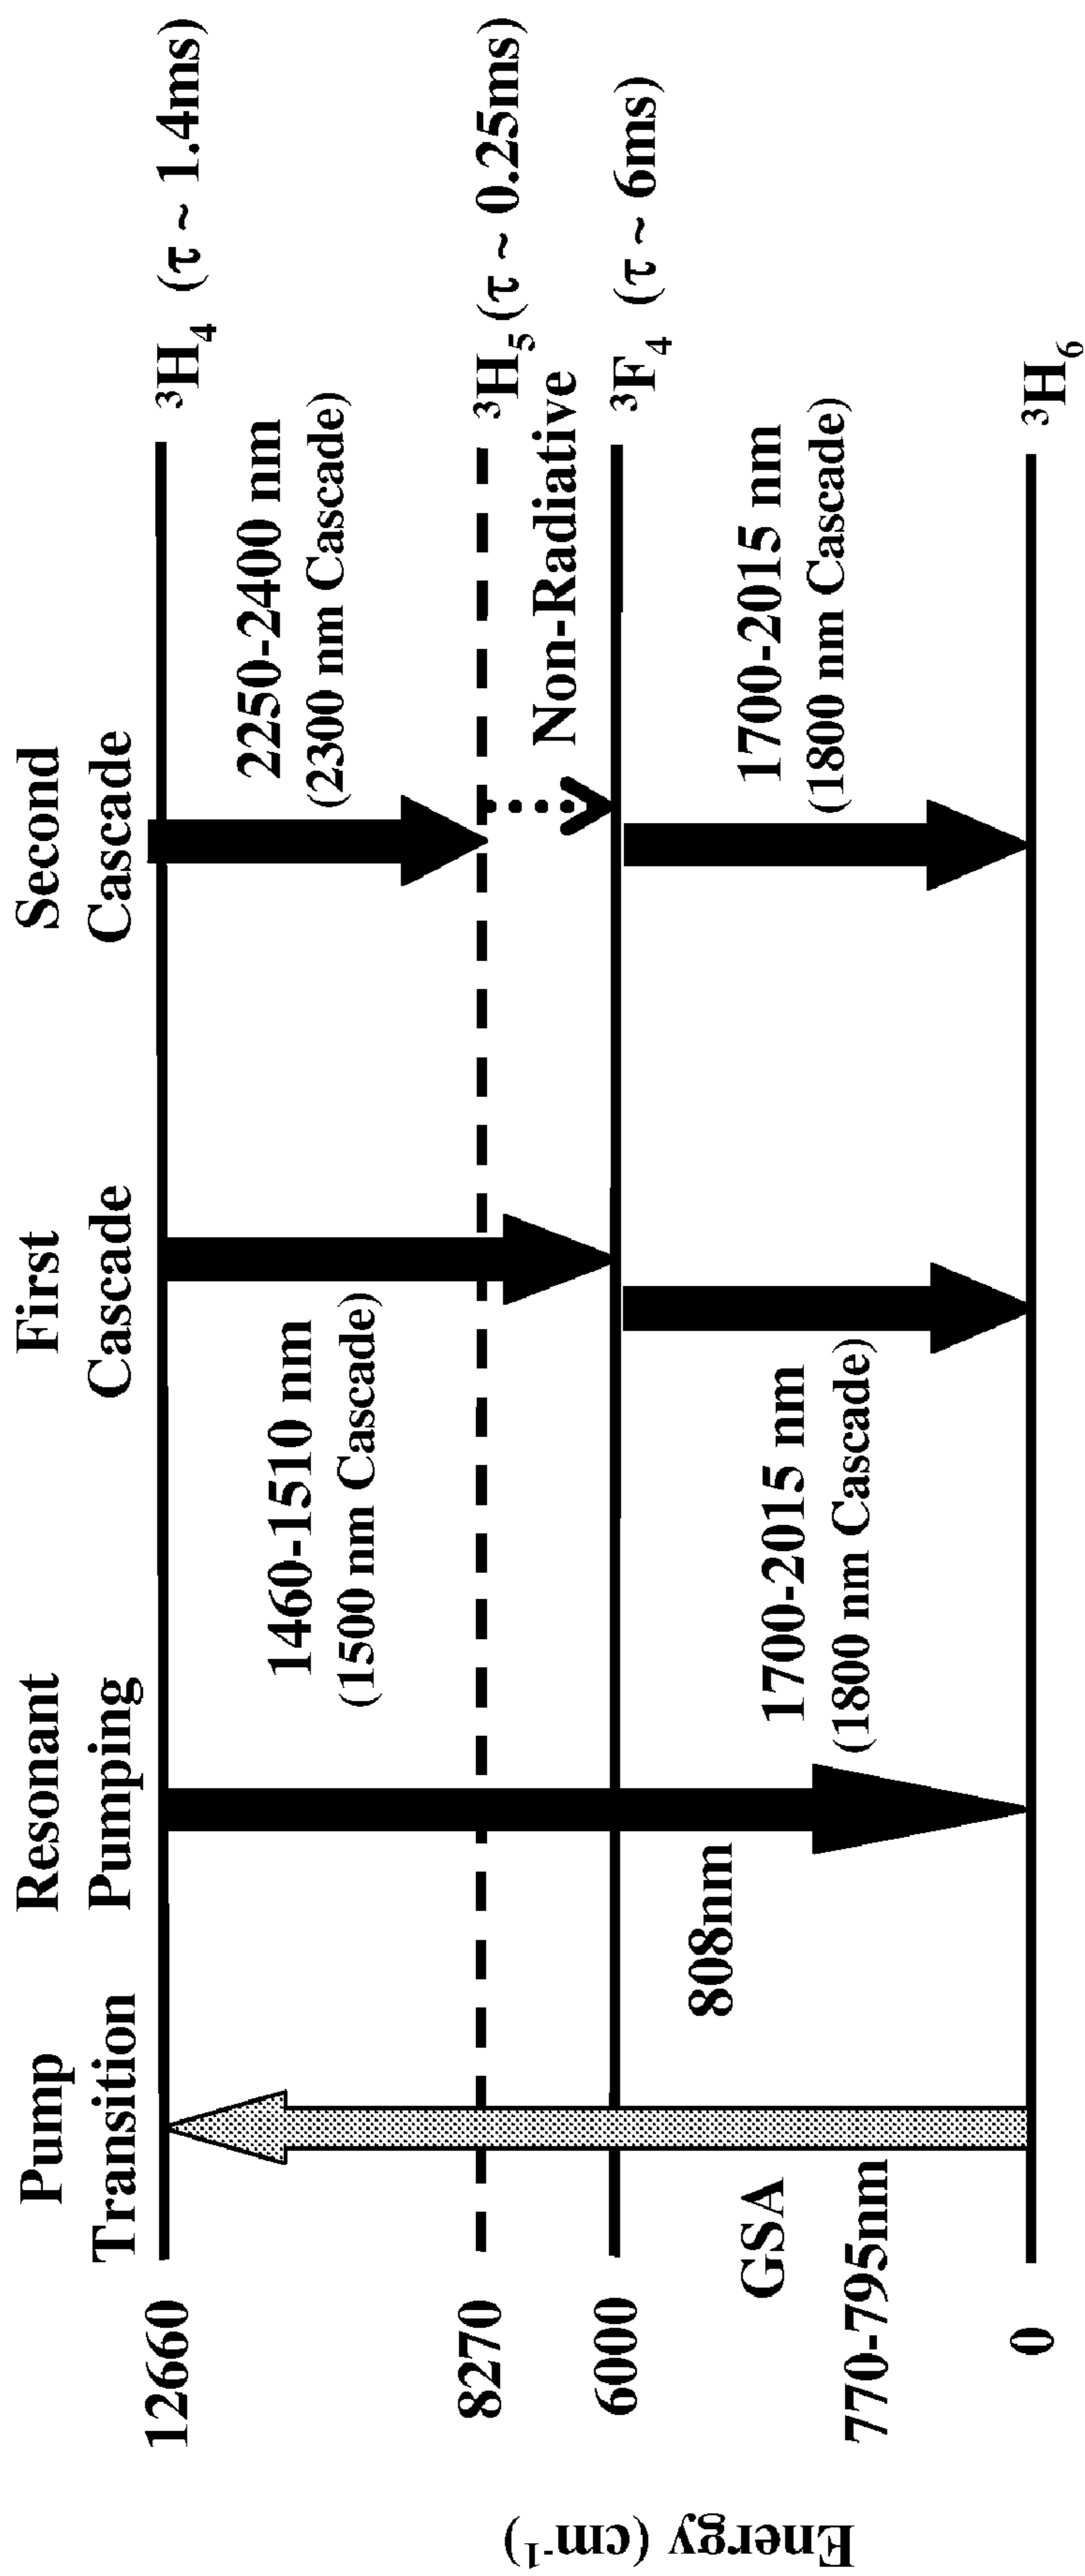 Pump
Transition
Resonant
Pumping
First
Cascade
Second
Cascade
Energy (cm⁻¹)
12660
8270
6000
0
GSA
770-795nm
808nm
1460-1510 nm
(1500 nm Cascade)
1700-2015 nm
(1800 nm Cascade)
2250-2400 nm
(2300 nm Cascade)
Non-Radiative
1700-2015 nm
(1800 nm Cascade)
³H₄ (τ ~ 1.4ms)
³H₅ (τ ~ 0.25ms)
³F₄ (τ ~ 6ms)
³H₆